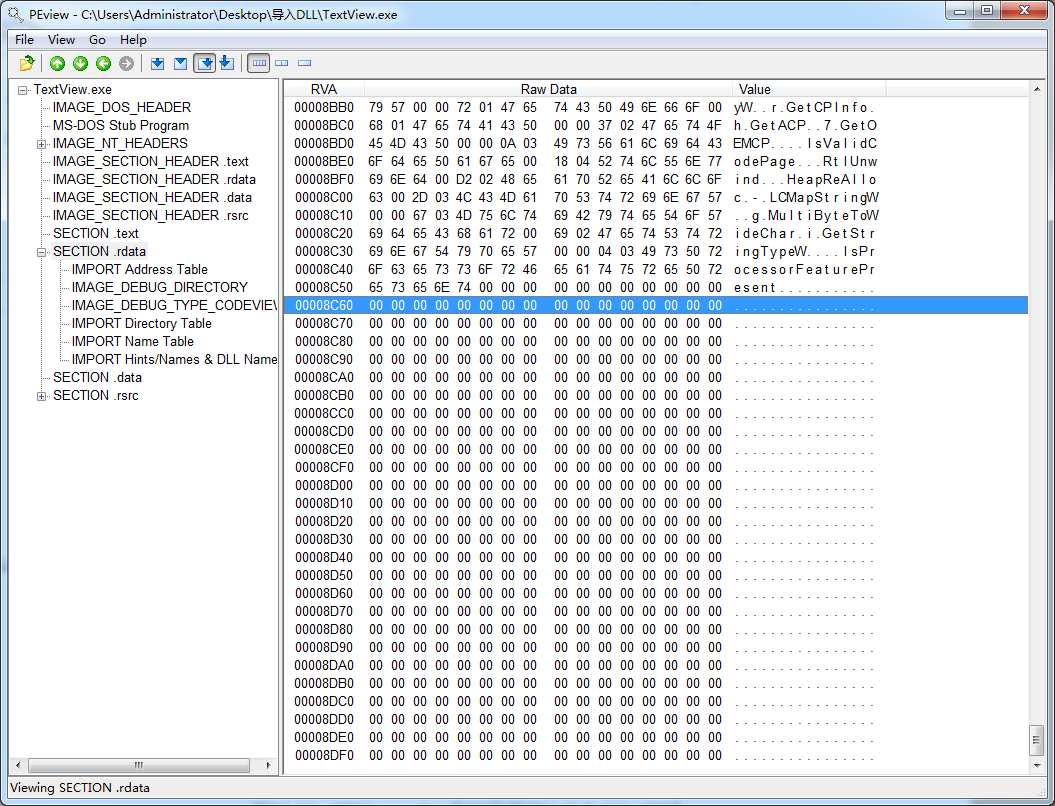 PEview - C:\Users\Administrator\Desktop\导入DLL\TextView.exe
File View Go Help
TextView.exe
IMAGE_DOS_HEADER
MS-DOS Stub Program
IMAGE_NT_HEADERS
IMAGE_SECTION_HEADER .text
IMAGE_SECTION_HEADER .rdata
IMAGE_SECTION_HEADER .data
IMAGE_SECTION_HEADER .rsrc
SECTION .text
SECTION .rdata
IMPORT Address Table
IMAGE_DEBUG_DIRECTORY
IMAGE_DEBUG_TYPE_CODEVIEW
IMPORT Directory Table
IMPORT Name Table
IMPORT Hints/Names & DLL Name
SECTION .data
SECTION .rsrc
RVA Raw Data Value
00008BB0 79 57 00 00 72 01 47 65 74 43 50 49 6E 66 6F 00 yW..r.GetCPInfo.
00008BC0 68 01 47 65 74 41 43 50 00 00 37 02 47 65 74 4F h.GetACP..7.GetO
00008BD0 45 4D 43 50 00 00 0A 03 49 73 56 61 6C 69 64 43 EMCP....IsValidC
00008BE0 6F 64 65 50 61 67 65 00 18 04 52 74 6C 55 6E 77 odePage...RtlUnw
00008BF0 69 6E 64 00 D2 02 48 65 61 70 52 65 41 6C 6C 6F ind...HeapReAllo
00008C00 63 00 2D 03 4C 43 4D 61 70 53 74 72 69 6E 67 57 c.-.LCMapStringW
00008C10 00 00 67 03 4D 75 6C 74 69 42 79 74 65 54 6F 57 ..g.MultiByteToW
00008C20 69 64 65 43 68 61 72 00 69 02 47 65 74 53 74 72 ideChar.i.GetStr
00008C30 69 6E 67 54 79 70 65 57 00 00 04 03 49 73 50 72 ingTypeW....IsPr
00008C40 6F 63 65 73 73 6F 72 46 65 61 74 75 72 65 50 72 ocessorFeaturePr
00008C50 65 73 65 6E 74 00 00 00 00 00 00 00 00 00 00 00 esent...........
00008C60 00 00 00 00 00 00 00 00 00 00 00 00 00 00 00 00 ................
00008C70 00 00 00 00 00 00 00 00 00 00 00 00 00 00 00 00 ................
00008C80 00 00 00 00 00 00 00 00 00 00 00 00 00 00 00 00 ................
00008C90 00 00 00 00 00 00 00 00 00 00 00 00 00 00 00 00 ................
00008CA0 00 00 00 00 00 00 00 00 00 00 00 00 00 00 00 00 ................
00008CB0 00 00 00 00 00 00 00 00 00 00 00 00 00 00 00 00 ................
00008CC0 00 00 00 00 00 00 00 00 00 00 00 00 00 00 00 00 ................
00008CD0 00 00 00 00 00 00 00 00 00 00 00 00 00 00 00 00 ................
00008CE0 00 00 00 00 00 00 00 00 00 00 00 00 00 00 00 00 ................
00008CF0 00 00 00 00 00 00 00 00 00 00 00 00 00 00 00 00 ................
00008D00 00 00 00 00 00 00 00 00 00 00 00 00 00 00 00 00 ................
00008D10 00 00 00 00 00 00 00 00 00 00 00 00 00 00 00 00 ................
00008D20 00 00 00 00 00 00 00 00 00 00 00 00 00 00 00 00 ................
00008D30 00 00 00 00 00 00 00 00 00 00 00 00 00 00 00 00 ................
00008D40 00 00 00 00 00 00 00 00 00 00 00 00 00 00 00 00 ................
00008D50 00 00 00 00 00 00 00 00 00 00 00 00 00 00 00 00 ................
00008D60 00 00 00 00 00 00 00 00 00 00 00 00 00 00 00 00 ................
00008D70 00 00 00 00 00 00 00 00 00 00 00 00 00 00 00 00 ................
00008D80 00 00 00 00 00 00 00 00 00 00 00 00 00 00 00 00 ................
00008D90 00 00 00 00 00 00 00 00 00 00 00 00 00 00 00 00 ................
00008DA0 00 00 00 00 00 00 00 00 00 00 00 00 00 00 00 00 ................
00008DB0 00 00 00 00 00 00 00 00 00 00 00 00 00 00 00 00 ................
00008DC0 00 00 00 00 00 00 00 00 00 00 00 00 00 00 00 00 ................
00008DD0 00 00 00 00 00 00 00 00 00 00 00 00 00 00 00 00 ................
00008DE0 00 00 00 00 00 00 00 00 00 00 00 00 00 00 00 00 ................
00008DF0 00 00 00 00 00 00 00 00 00 00 00 00 00 00 00 00 ................
Viewing SECTION .rdata